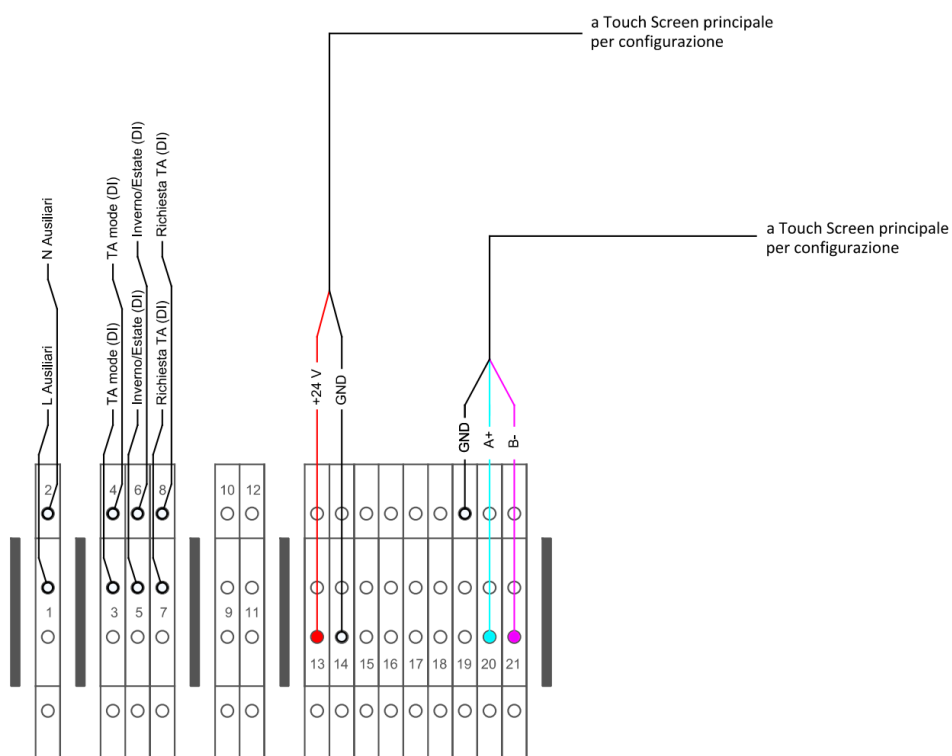 a Touch Screen principale
per configurazione
a Touch Screen principale
per configurazione
N Ausiliari
TA mode (DI)
Inverno/Estate (DI)
Richiesta TA (DI)
L Ausiliari
TA mode (DI)
Inverno/Estate (DI)
Richiesta TA (DI)
+24 V
GND
GND
A+
B-
2 4 6 8 10 12
1 3 5 7 9 11
13 14 15 16 17 18 19 20 21